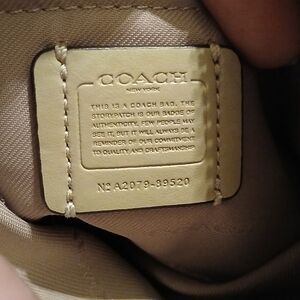 COACH
NEW YORK
THIS IS A COACH BAG. THE
STORYPATCH IS OUR BADGE OF
AUTHENTICITY. FEW PEOPLE MAY
SEE IT, BUT IT WILL ALWAYS BE A
REMINDER OF OUR COMMITMENT
TO QUALITY AND CRAFTSMANSHIP
Nº A2079-89520